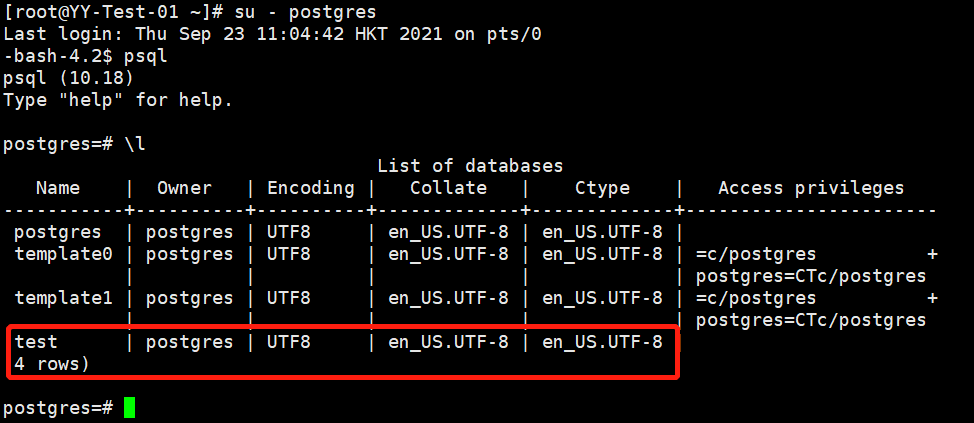 [root@YY-Test-01 ~]# su - postgres
Last login: Thu Sep 23 11:04:42 HKT 2021 on pts/0
-bash-4.2$ psql
psql (10.18)
Type "help" for help.

postgres=# \l
                                  List of databases
   Name    |  Owner   | Encoding |   Collate   |    Ctype    |   Access privileges
-----------+----------+----------+-------------+-------------+-----------------------
 postgres  | postgres | UTF8     | en_US.UTF-8 | en_US.UTF-8 |
 template0 | postgres | UTF8     | en_US.UTF-8 | en_US.UTF-8 | =c/postgres          +
           |          |          |             |             | postgres=CTc/postgres
 template1 | postgres | UTF8     | en_US.UTF-8 | en_US.UTF-8 | =c/postgres          +
           |          |          |             |             | postgres=CTc/postgres
 test      | postgres | UTF8     | en_US.UTF-8 | en_US.UTF-8 |
 4 rows)

postgres=#